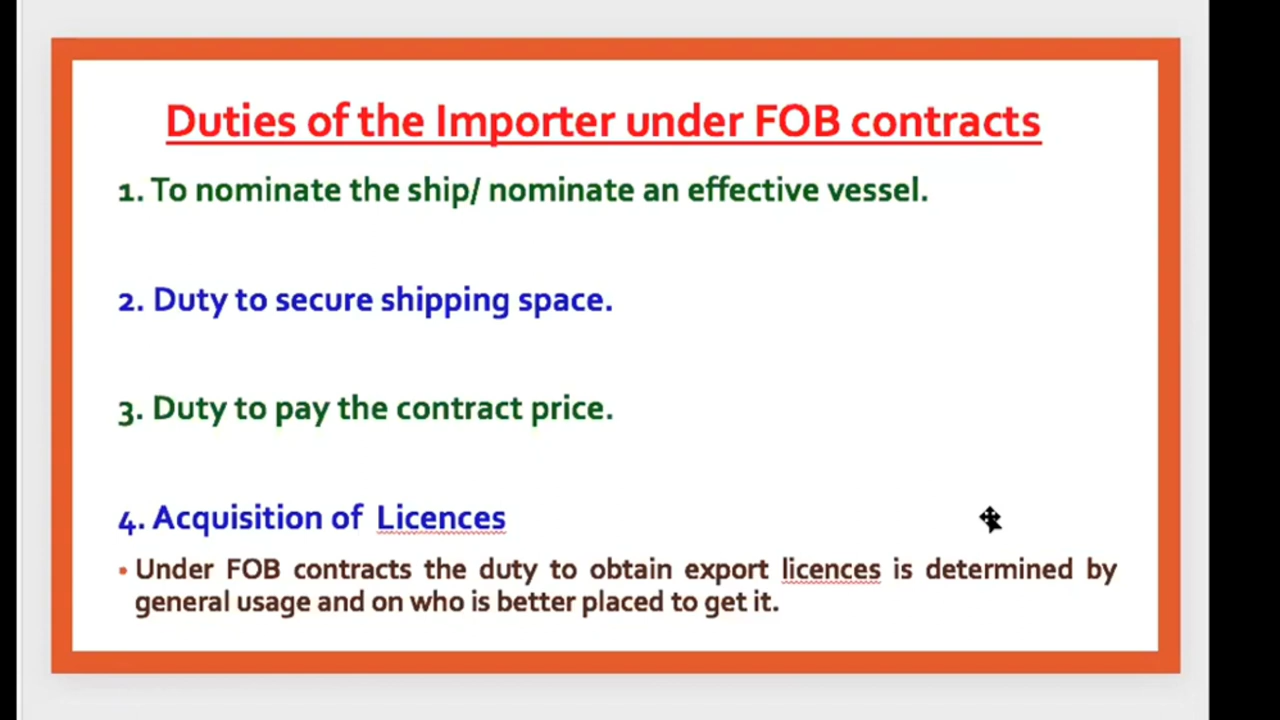 Duties of the Importer under FOB contracts
1. To nominate the ship/ nominate an effective vessel.
2. Duty to secure shipping space.
3. Duty to pay the contract price.
4. Acquisition of Licences
• Under FOB contracts the duty to obtain export licences is determined by
general usage and on who is better placed to get it.